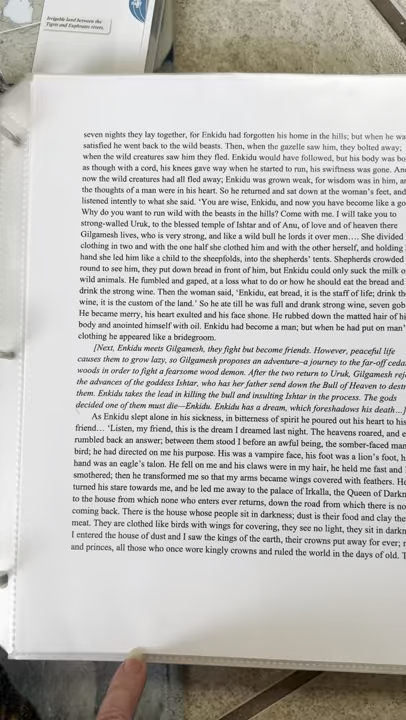 Irrigable land between the
Tigris and Euphrates rivers.
seven nights they lay together, for Enkidu had forgotten his home in the hills; but when he wa
satisfied he went back to the wild beasts. Then, when the gazelle saw him, they bolted away;
when the wild creatures saw him they fled. Enkidu would have followed, but his body was bo
as though with a cord, his knees gave way when he started to run, his swiftness was gone. An
now the wild creatures had all fled away; Enkidu was grown weak, for wisdom was in him, a
the thoughts of a man were in his heart. So he returned and sat down at the woman's feet, and
listened intently to what she said. 'You are wise, Enkidu, and now you have become like a go
Why do you want to run wild with the beasts in the hills? Come with me. I will take you to
strong-walled Uruk, to the blessed temple of Ishtar and of Anu, of love and of heaven there
Gilgamesh lives, who is very strong, and like a wild bull he lords it over men.… She divided
clothing in two and with the one half she clothed him and with the other herself, and holding
hand she led him like a child to the sheepfolds, into the shepherds' tents. Shepherds crowded
round to see him, they put down bread in front of him, but Enkidu could only suck the milk o
wild animals. He fumbled and gaped, at a loss what to do or how he should eat the bread and
drink the strong wine. Then the woman said, 'Enkidu, eat bread, it is the staff of life; drink th
wine, it is the custom of the land.' So he ate till he was full and drank strong wine, seven gob
He became merry, his heart exulted and his face shone. He rubbed down the matted hair of hi
body and anointed himself with oil. Enkidu had become a man; but when he had put on man'
clothing he appeared like a bridegroom.
[Next, Enkidu meets Gilgamesh, they fight but become friends. However, peaceful life
causes them to grow lazy, so Gilgamesh proposes an adventure–a journey to the far-off ceda
woods in order to fight a fearsome wood demon. After the two return to Uruk, Gilgamesh reje
the advances of the goddess Ishtar, who has her father send down the Bull of Heaven to destr
them. Enkidu takes the lead in killing the bull and insulting Ishtar in the process. The gods
decided one of them must die—Enkidu. Enkidu has a dream, which foreshadows his death...]
As Enkidu slept alone in his sickness, in bitterness of spirit he poured out his heart to his
friend… 'Listen, my friend, this is the dream I dreamed last night. The heavens roared, and e
rumbled back an answer; between them stood I before an awful being, the somber-faced man
bird; he had directed on me his purpose. His was a vampire face, his foot was a lion's foot, h
hand was an eagle's talon. He fell on me and his claws were in my hair, he held me fast and
smothered; then he transformed me so that my arms became wings covered with feathers. He
turned his stare towards me, and he led me away to the palace of Irkalla, the Queen of Darkn
to the house from which none who enters ever returns, down the road from which there is no
coming back. There is the house whose people sit in darkness; dust is their food and clay the
meat. They are clothed like birds with wings for covering, they see no light, they sit in darkn
I entered the house of dust and I saw the kings of the earth, their crowns put away for ever; r
and princes, all those who once wore kingly crowns and ruled the world in the days of old. T